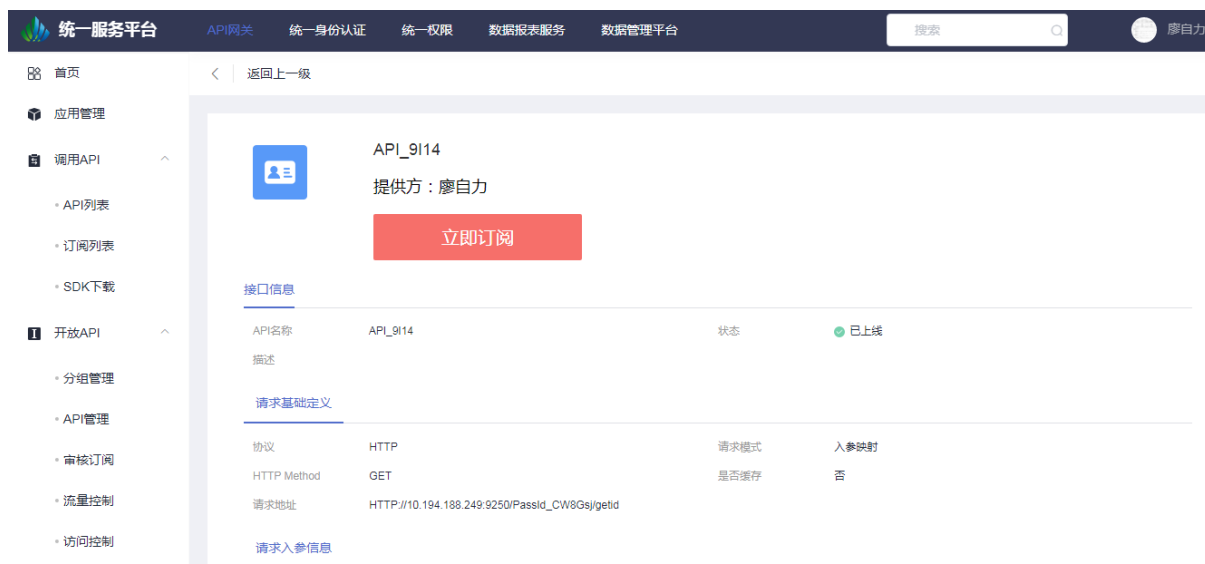 统一服务平台 API网关 统一身份认证 统一权限 数据报表服务 数据管理平台 搜索 廖自力
首页
返回上一级
应用管理
调用API
API列表
订阅列表
SDK下载
开放API
分组管理
API管理
审核订阅
流量控制
访问控制
API_9I14
提供方：廖自力
立即订阅
接口信息
API名称 API_9I14 状态 已上线
描述
请求基础定义
协议 HTTP 请求模式 入参映射
HTTP Method GET 是否缓存 否
请求地址 HTTP://10.194.188.249:9250/PassId_CW8Gsj/getid
请求入参信息